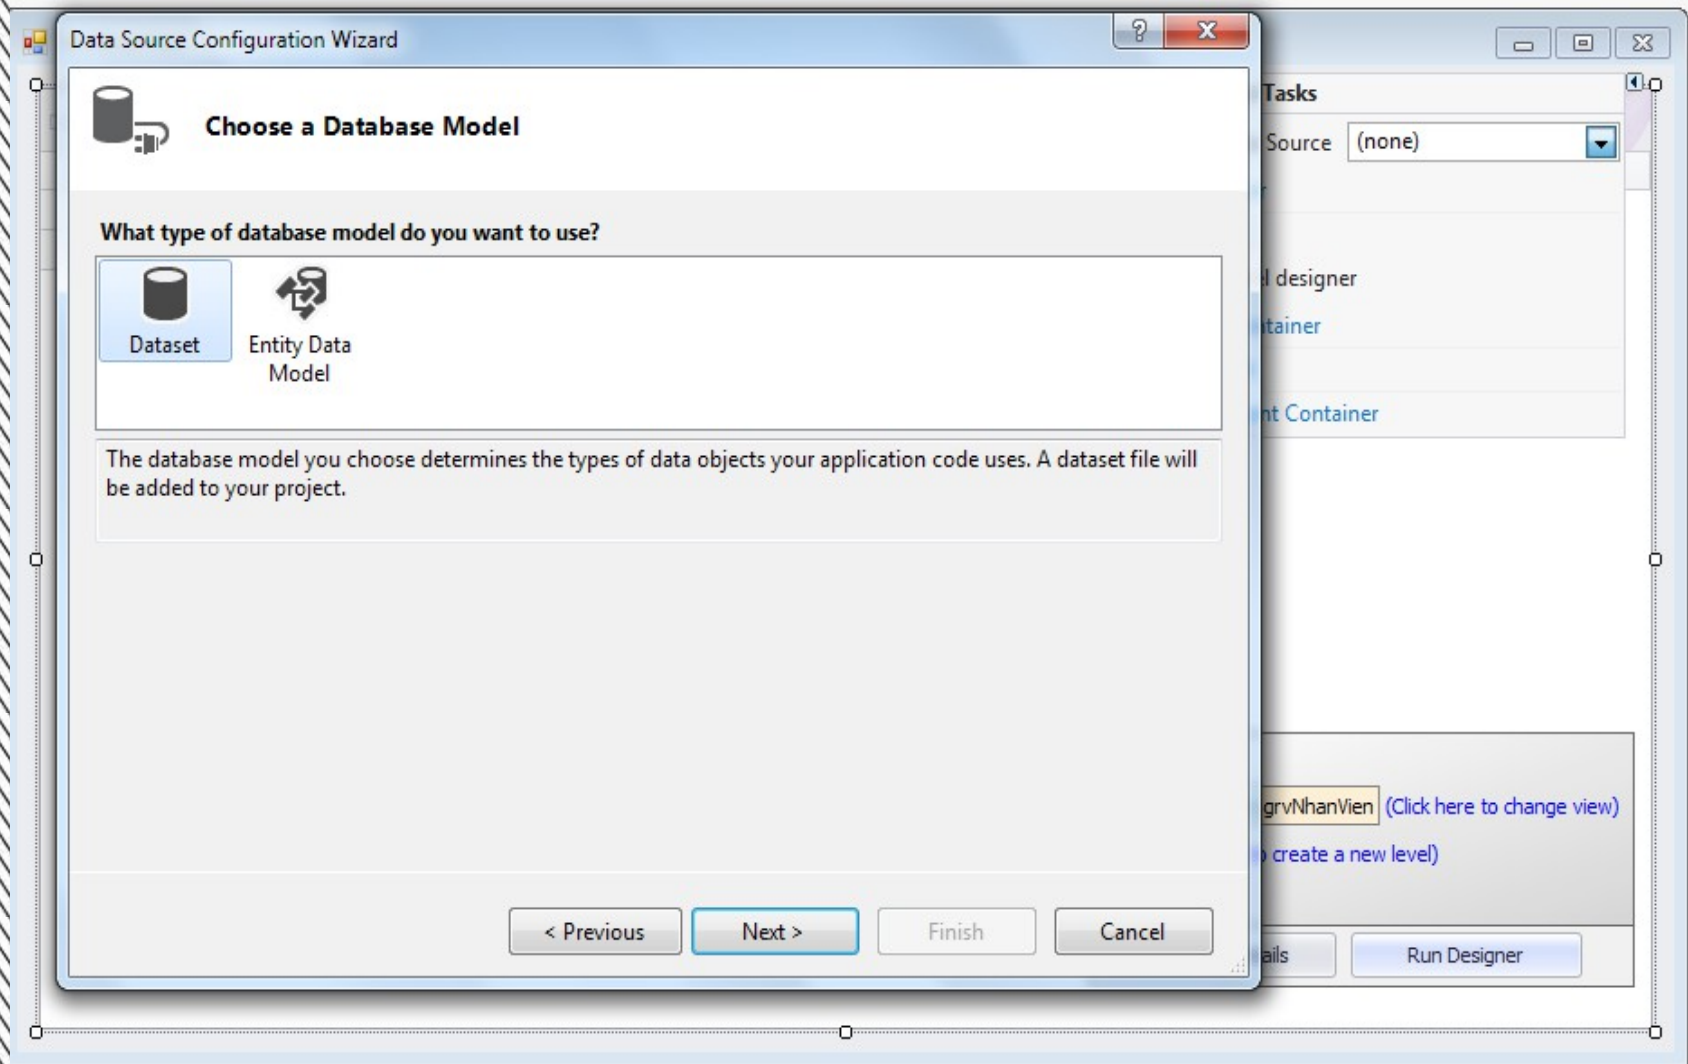 Data Source Configuration Wizard
Choose a Database Model
What type of database model do you want to use?
Dataset
Entity Data
Model
The database model you choose determines the types of data objects your application code uses. A dataset file will
be added to your project.
< Previous
Next >
Finish
Cancel
Tasks
Source
(none)
designer
Container
grvNhanVien (Click here to change view)
create a new level)
Run Designer